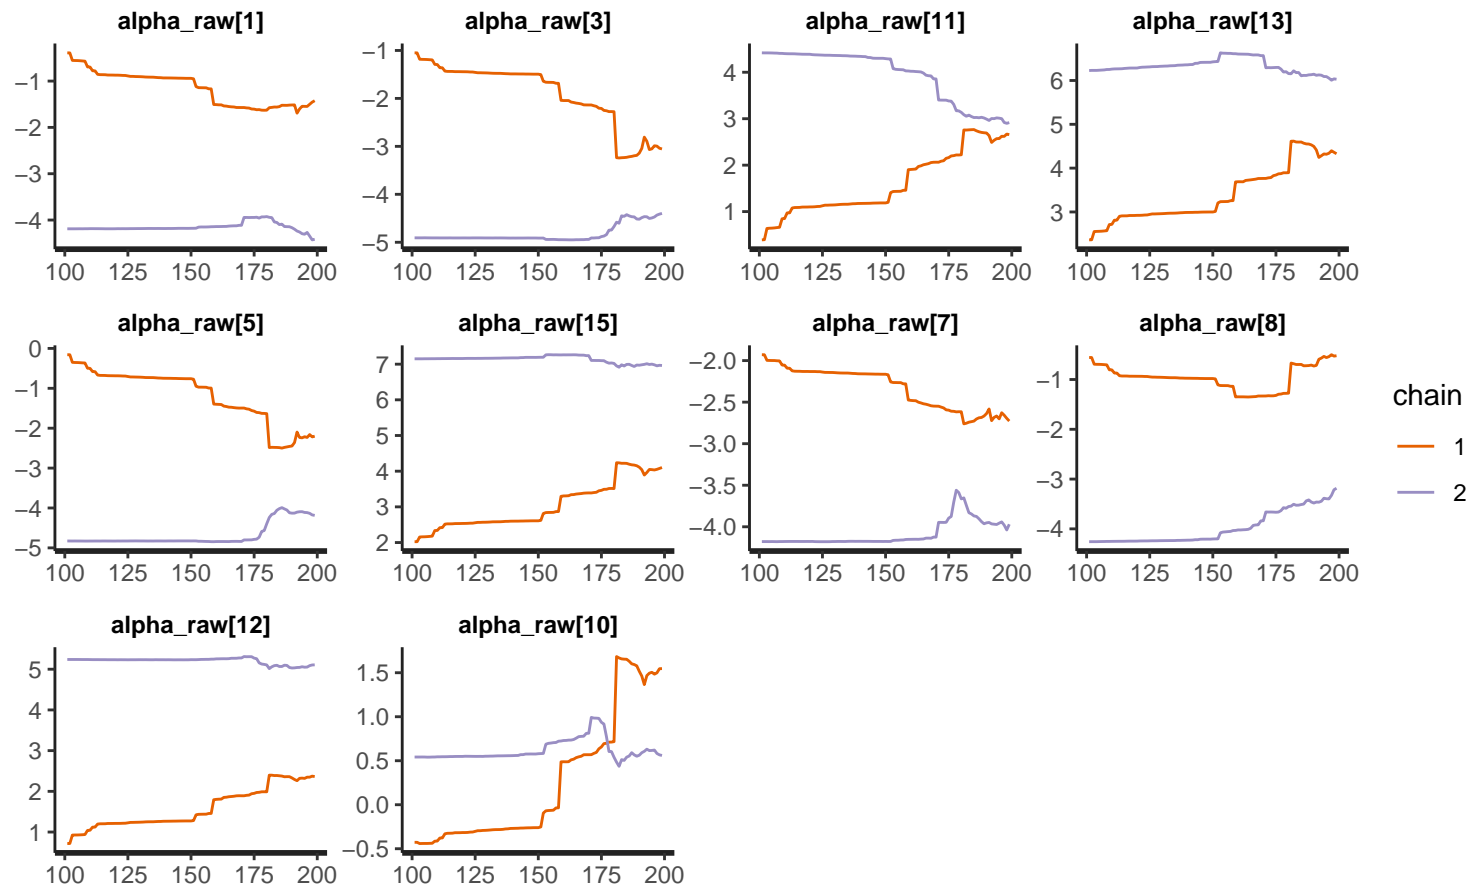 alpha_raw[1] alpha_raw[3] alpha_raw[11] alpha_raw[13]
−1 −2 −3 −4
100 125 150 175 200
−1 −2 −3 −4 −5
100 125 150 175 200
4 3 2 1
100 125 150 175 200
6 5 4 3
100 125 150 175 200
alpha_raw[5] alpha_raw[15] alpha_raw[7] alpha_raw[8]
0 −1 −2 −3 −4 −5
100 125 150 175 200
7 6 5 4 3 2
100 125 150 175 200
−2.0 −2.5 −3.0 −3.5 −4.0
100 125 150 175 200
−1 −2 −3 −4
100 125 150 175 200
chain
1
2
alpha_raw[12] alpha_raw[10]
5 4 3 2 1
100 125 150 175 200
1.5 1.0 0.5 0.0 −0.5
100 125 150 175 200